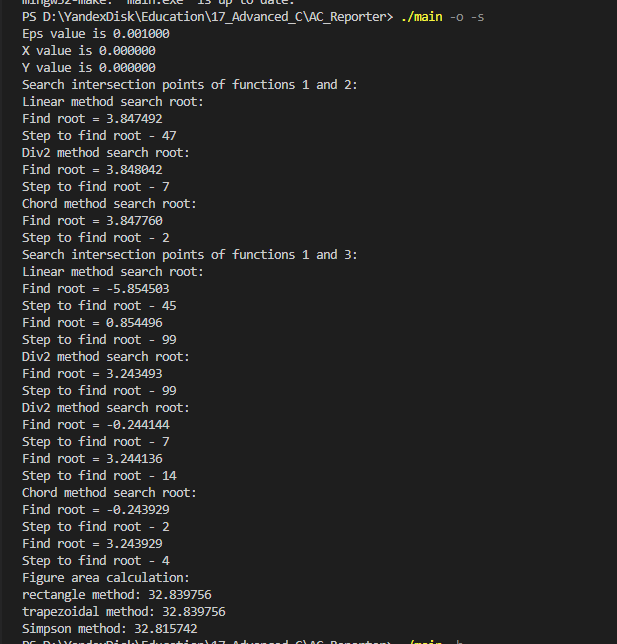 mingw32-make: 'main.exe' is up to date.
PS D:\YandexDisk\Education\17_Advanced_C\AC_Reporter> ./main -o -s
Eps value is 0.001000
X value is 0.000000
Y value is 0.000000
Search intersection points of functions 1 and 2:
Linear method search root:
Find root = 3.847492
Step to find root - 47
Div2 method search root:
Find root = 3.848042
Step to find root - 7
Chord method search root:
Find root = 3.847760
Step to find root - 2
Search intersection points of functions 1 and 3:
Linear method search root:
Find root = -5.854503
Step to find root - 45
Find root = 0.854496
Step to find root - 99
Div2 method search root:
Find root = 3.243493
Step to find root - 99
Div2 method search root:
Find root = -0.244144
Step to find root - 7
Find root = 3.244136
Step to find root - 14
Chord method search root:
Find root = -0.243929
Step to find root - 2
Find root = 3.243929
Step to find root - 4
Figure area calculation:
rectangle method: 32.839756
trapezoidal method: 32.839756
Simpson method: 32.815742
PS D:\YandexDisk\Education\17_Advanced_C\AC_Reporter> ./main